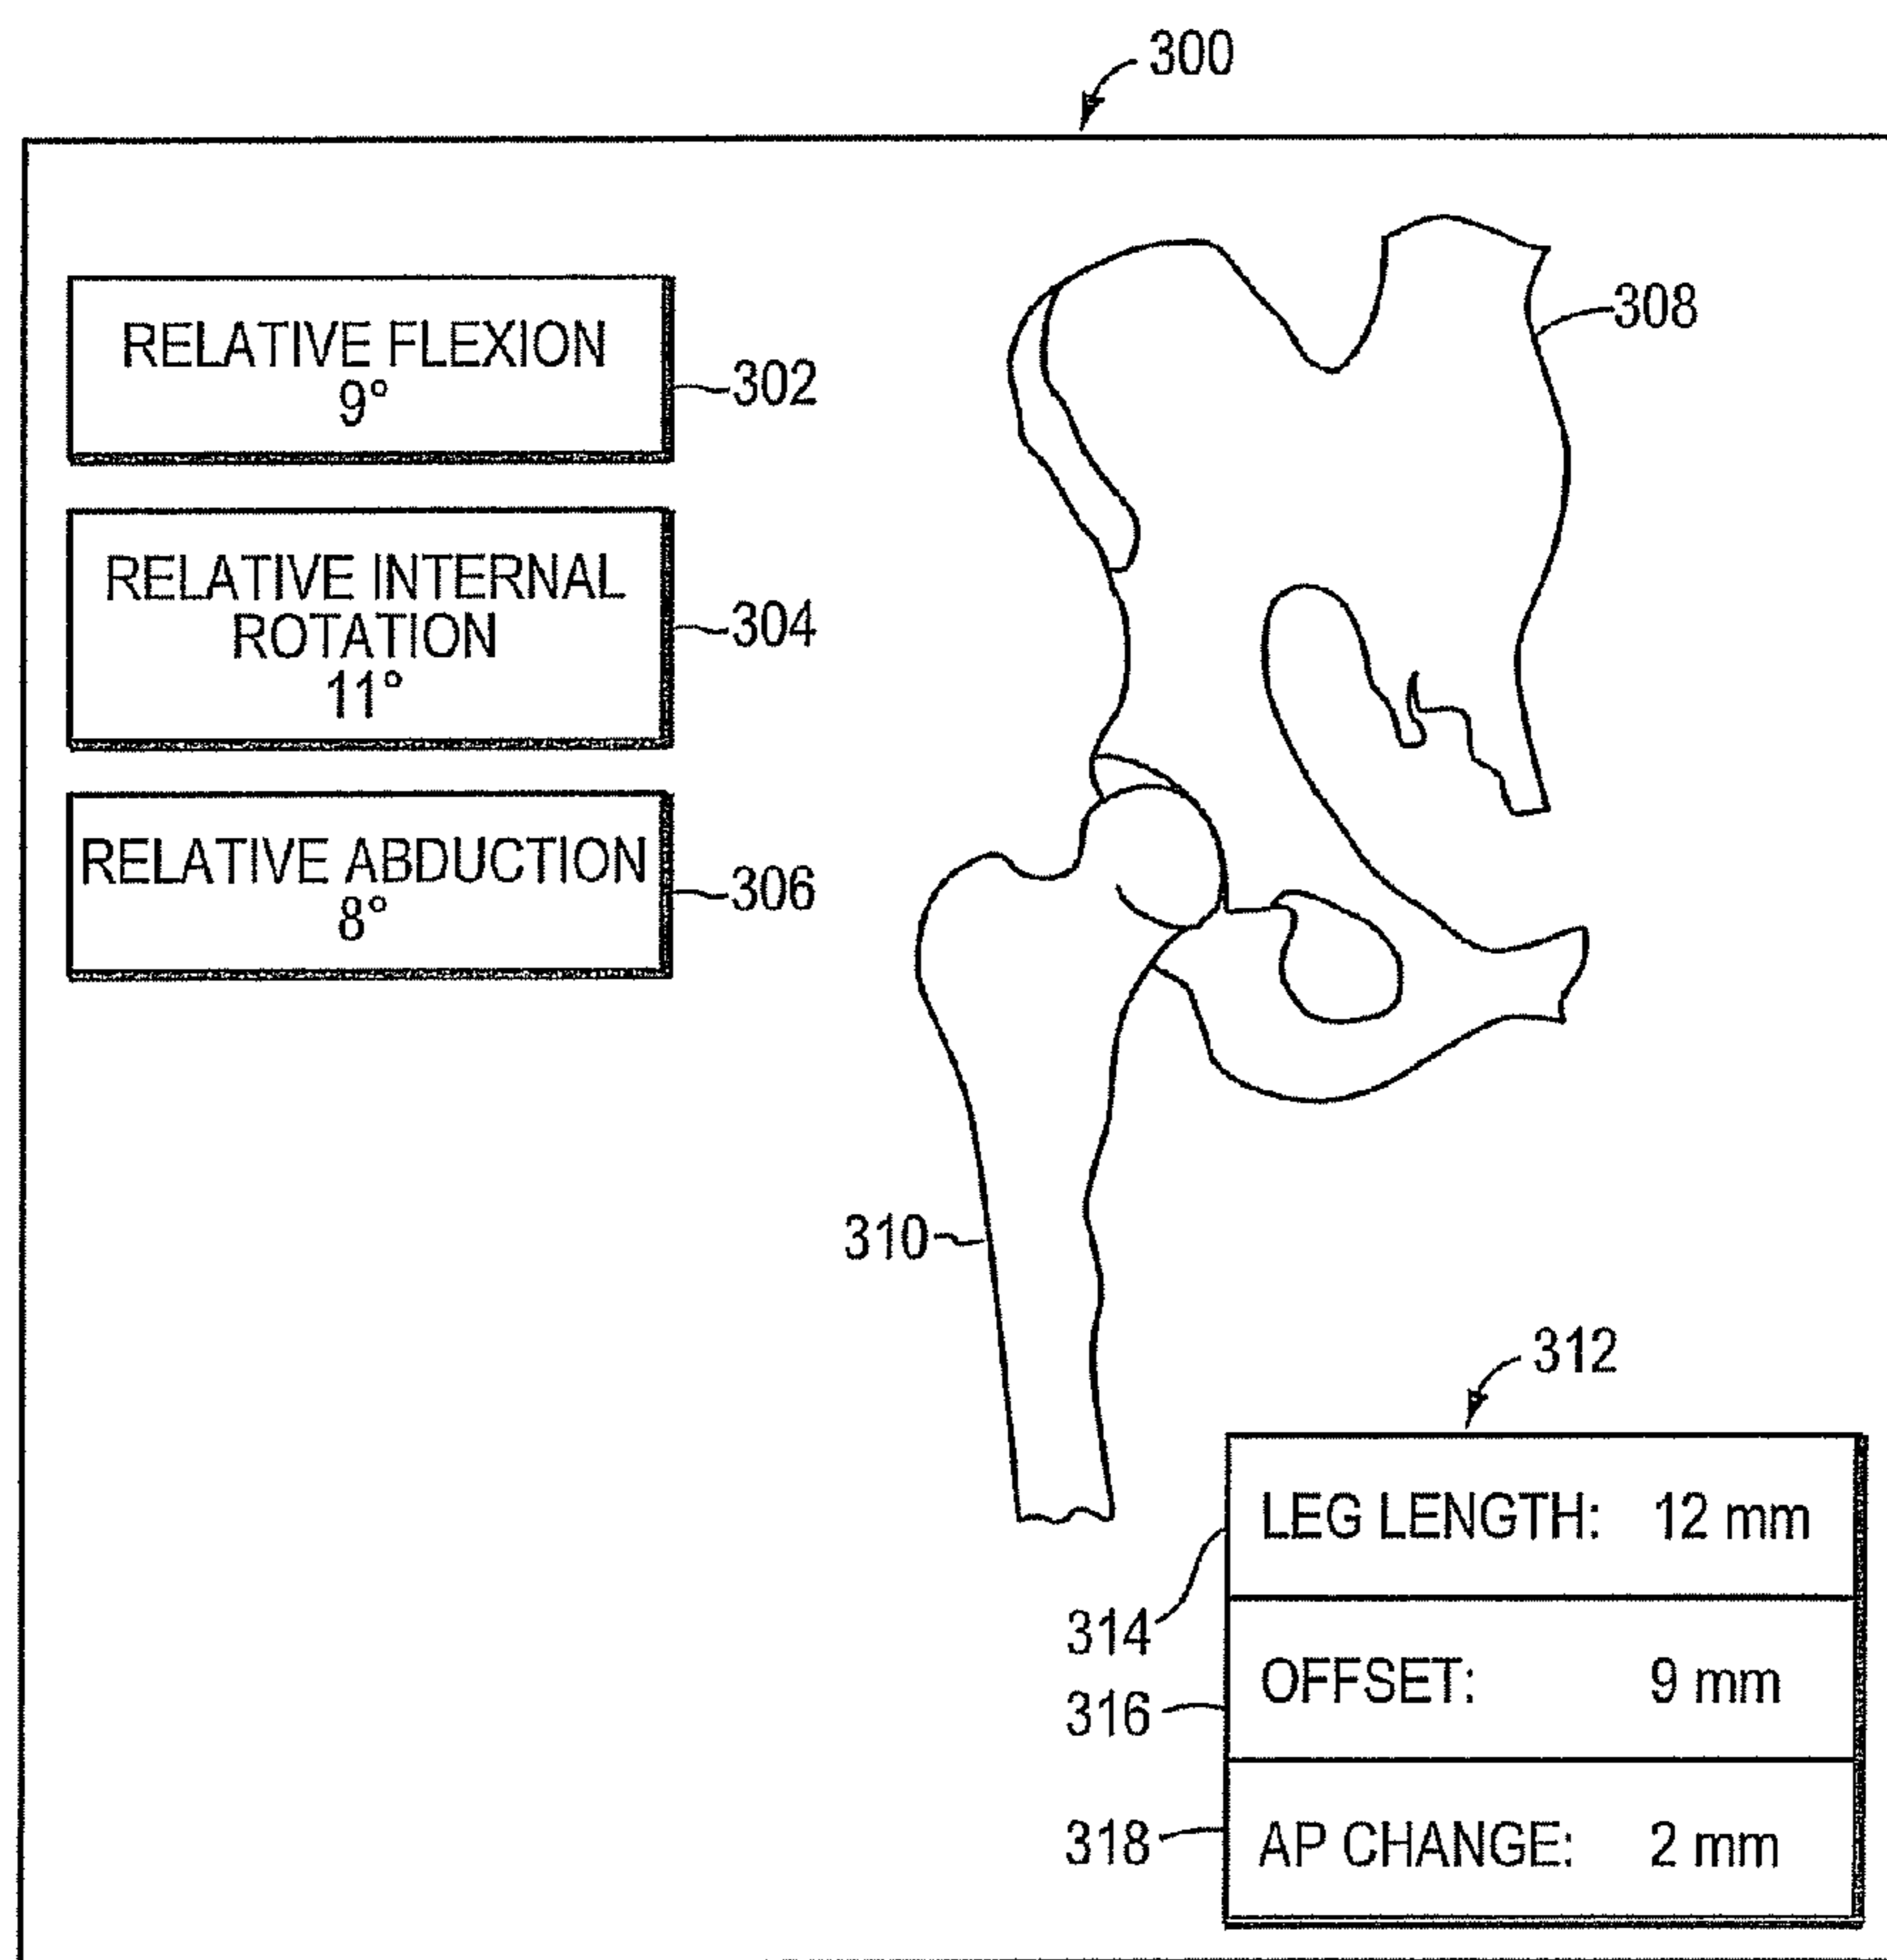 300
RELATIVE FLEXION
9°
302
RELATIVE INTERNAL
ROTATION
11°
304
RELATIVE ABDUCTION
8°
306
308
310
312
LEG LENGTH: 12 mm
314
OFFSET: 9 mm
316
AP CHANGE: 2 mm
318